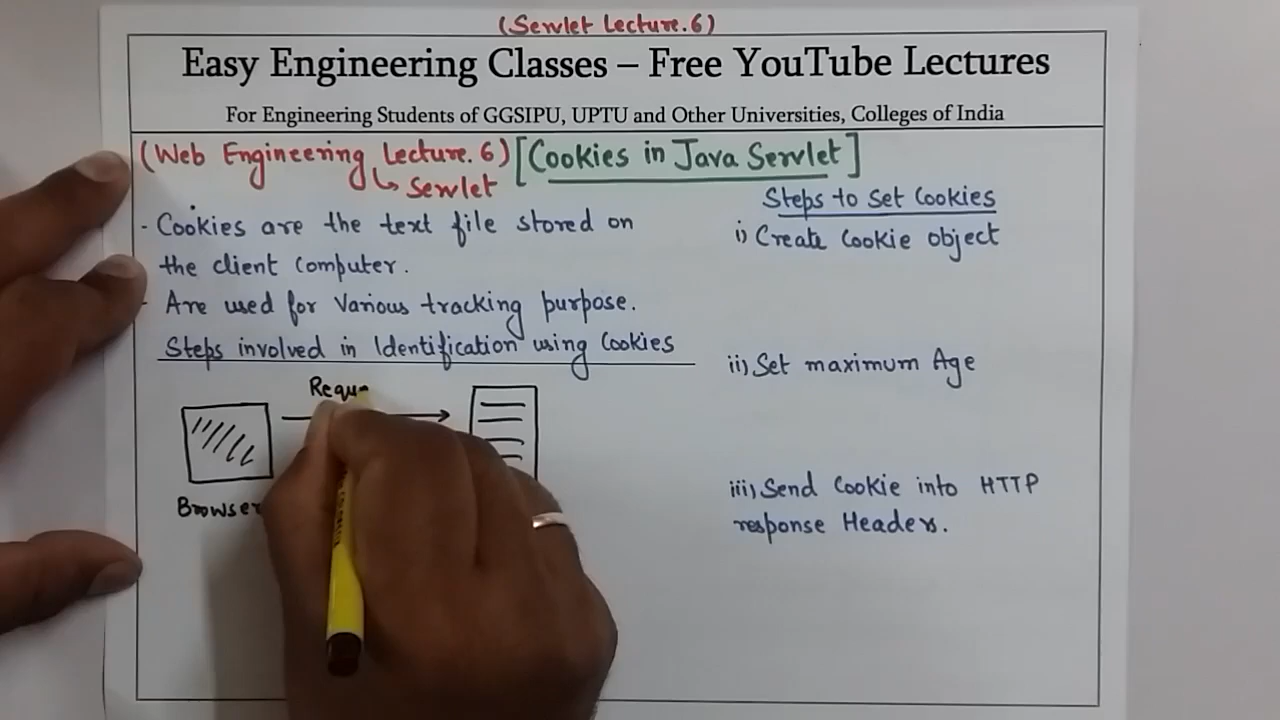 (Servlet Lecture.6)
Easy Engineering Classes – Free YouTube Lectures
For Engineering Students of GGSIPU, UPTU and Other Universities, Colleges of India
(Web Engineering Lecture.6) [Cookies in Java Servlet]
↳ Servlet
- Cookies are the text file stored on
the client Computer.
- Are used for Various tracking purpose.
Steps involved in Identification using Cookies
Reque
Browser
Steps to set Cookies
i) Create Cookie object
ii) Set maximum Age
iii) Send Cookie into HTTP
response Headers.